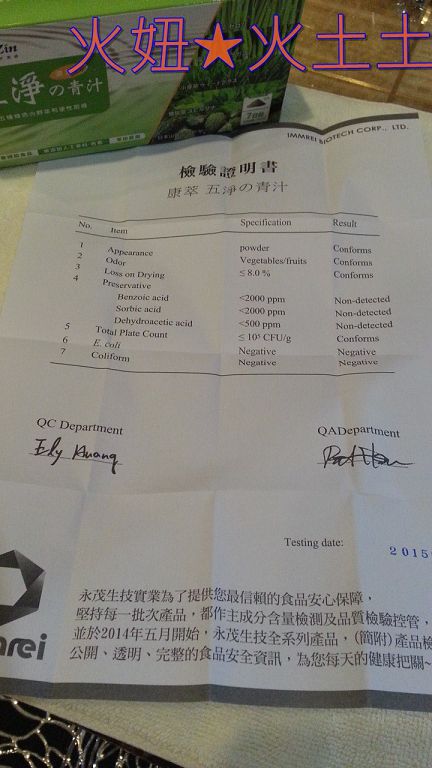 火妞★火土土
Zin
淨の青汁
7日份
IMMREI BIOTECH CORP., LTD.
檢驗證明書
康萃 五淨の青汁
No. Item Specification Result
1 Appearance powder Conforms
2 Odor Vegetables/fruits Conforms
3 Loss on Drying ≤ 8.0 % Conforms
4 Preservative
Benzoic acid <2000 ppm Non-detected
Sorbic acid <2000 ppm Non-detected
Dehydroacetic acid <500 ppm Non-detected
5 Total Plate Count ≤ 10⁵ CFU/g Conforms
6 E. coli Negative Negative
7 Coliform Negative Negative
QC Department QADepartment
Ely Huang
Testing date: 2015
永茂生技實業為了提供您最信賴的食品安心保障，
堅持每一批次產品，都作主成分含量檢測及品質檢驗控管，
並於2014年五月開始，永茂生技全系列產品，(簡附)產品檢
公開、透明、完整的食品安全資訊，為您每天的健康把關~
mrei